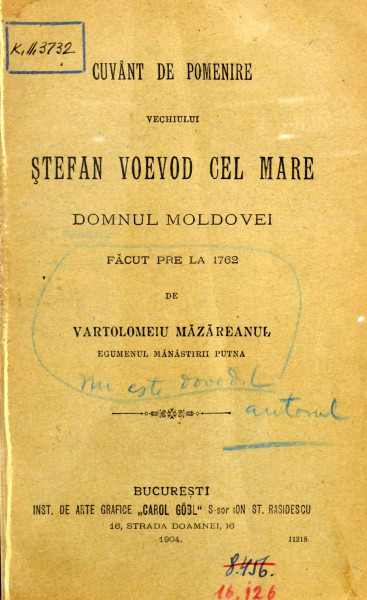 K,II,3732
CUVÂNT DE POMENIRE
VECHIULUI
ŞTEFAN VOEVOD CEL MARE
DOMNUL MOLDOVEI
FĂCUT PRE LA 1762
DE
VARTOLOMEIU MĂZĂREANUL
EGUMENUL MĂNĂSTIRII PUTNA
Nu este dovedit
autorul
BUCUREŞTI
INST. DE ARTE GRAFICE „CAROL GÖBL" S-sor ION ST. RASIDESCU
16, STRADA DOAMNEI, 16
1904.
11218
8.456.
16.126